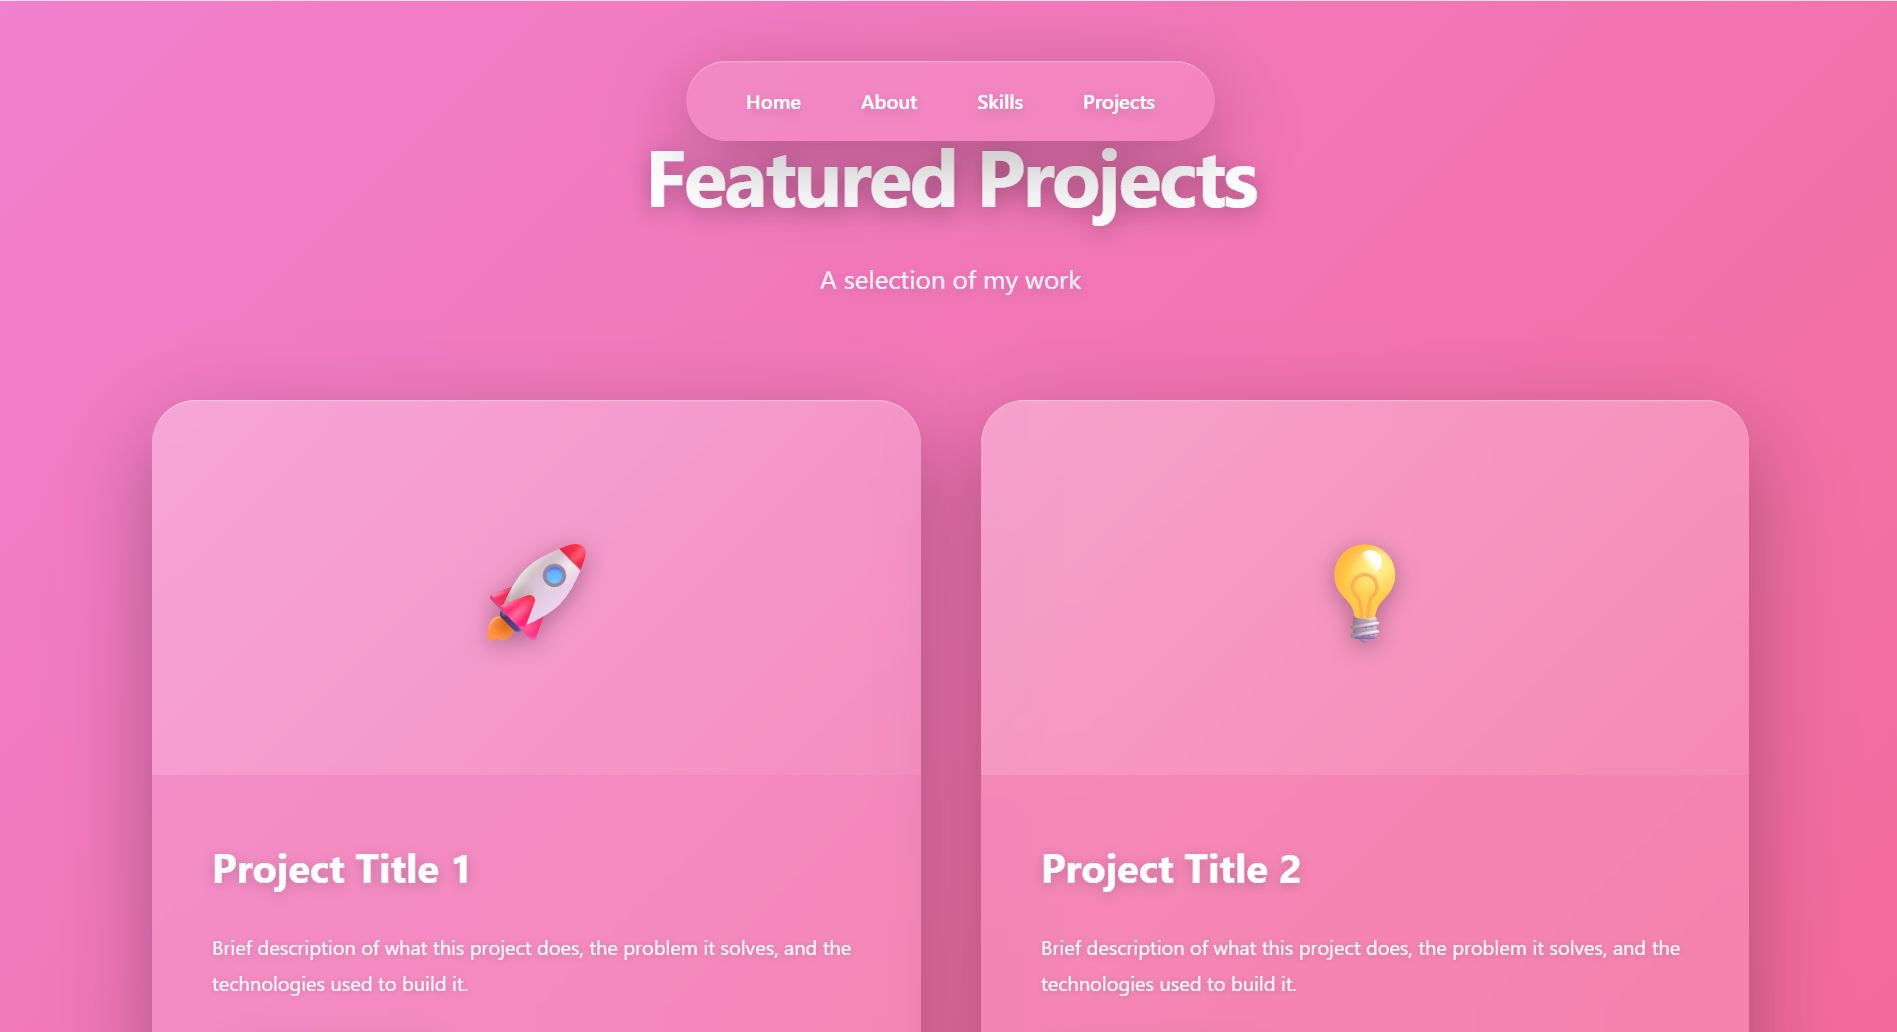 Home About Skills Projects
Featured Projects
A selection of my work
Project Title 1
Brief description of what this project does, the problem it solves, and the
technologies used to build it.
Project Title 2
Brief description of what this project does, the problem it solves, and the
technologies used to build it.